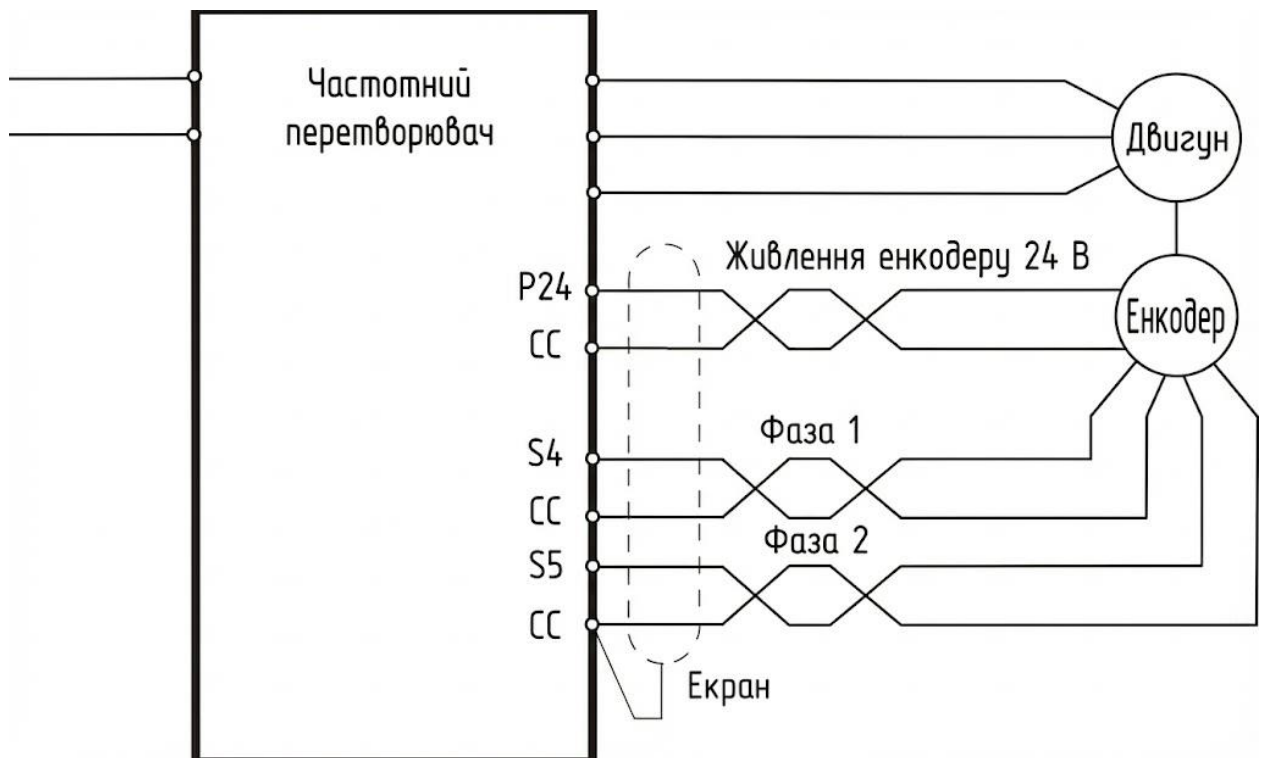 Частотний
перетворювач
Двигун
Живлення енкодеру 24 В
P24
CC
Енкодер
Фаза 1
S4
CC
Фаза 2
S5
CC
Екран